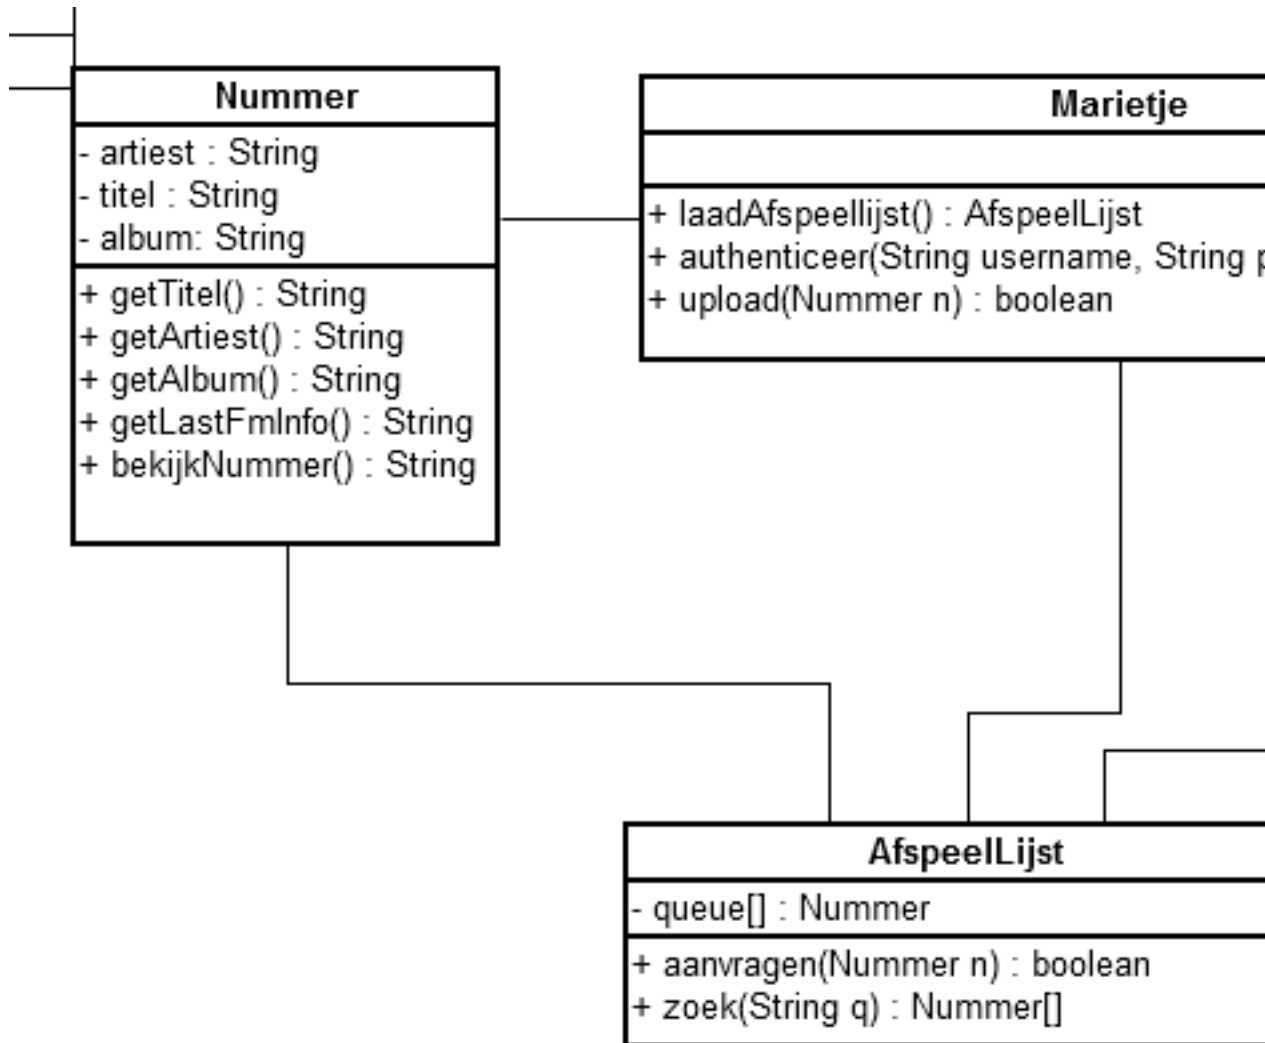 Nummer
- artiest : String
- titel : String
- album: String
+ getTitel() : String
+ getArtiest() : String
+ getAlbum() : String
+ getLastFmInfo() : String
+ bekijkNummer() : String
Marietje
+ laadAfspeellijst() : AfspeelLijst
+ authenticeer(String username, String
+ upload(Nummer n) : boolean
AfspeelLijst
- queue[] : Nummer
+ aanvragen(Nummer n) : boolean
+ zoek(String q) : Nummer[]